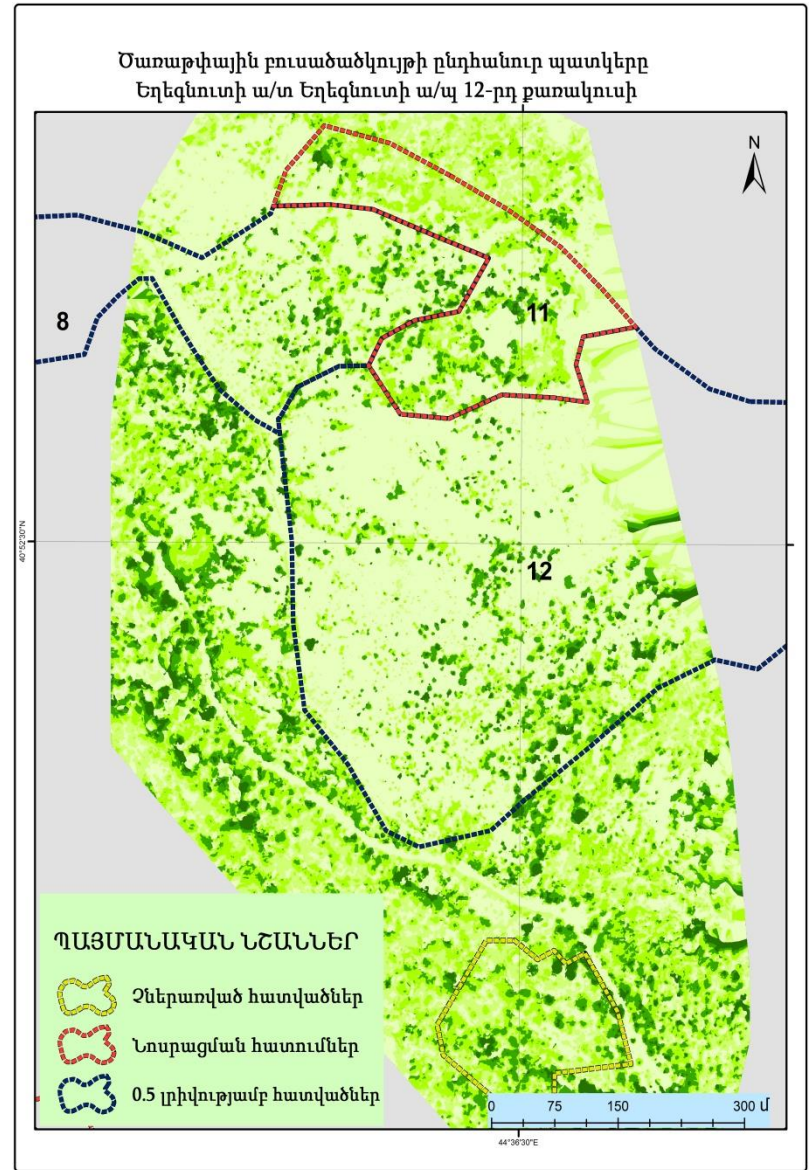 Ծառաթփային բուսածածկույթի ընդհանուր պատկերը
Եղեգնուտի ա/տ Եղեգնուտի ա/պ 12-րդ քառակուսի
N
8
11
40°52'30"N
12
ՊԱՅՄԱՆԱԿԱՆ ՆՇԱՆՆԵՐ
Չներառված հատվածներ
Նոսրացման հատումներ
0.5 լրիվությամբ հատվածներ
0 75 150 300 Մ
44°36'30"E